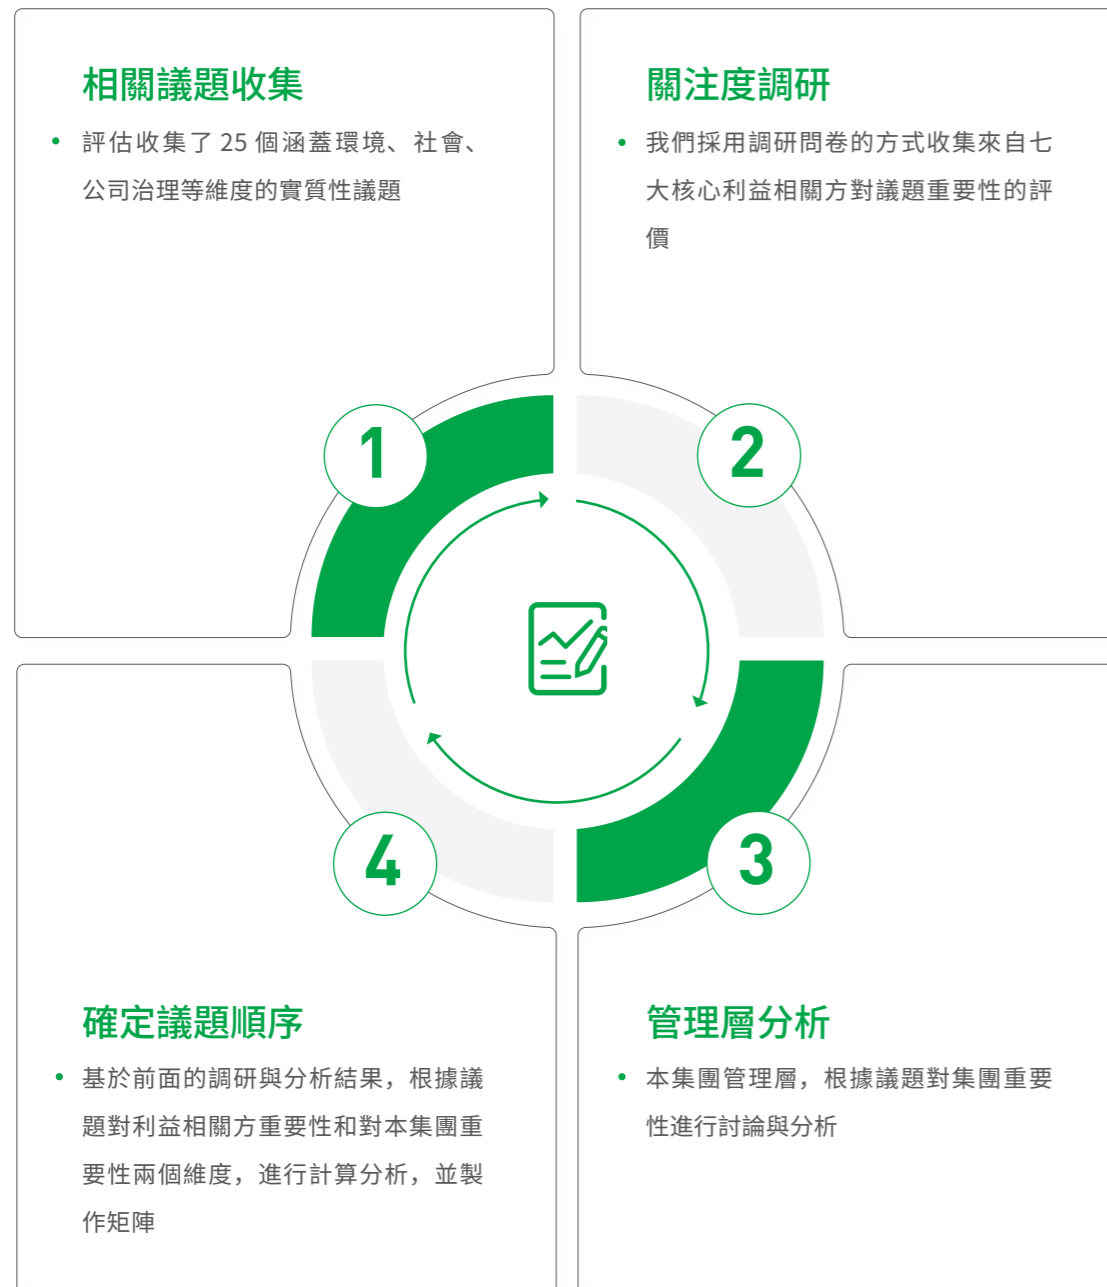 相關議題收集
• 評估收集了 25 個涵蓋環境、社會、
公司治理等維度的實質性議題
1
關注度調研
• 我們採用調研問卷的方式收集來自七
大核心利益相關方對議題重要性的評
價
2
3
管理層分析
• 本集團管理層，根據議題對集團重要
性進行討論與分析
4
確定議題順序
• 基於前面的調研與分析結果，根據議
題對利益相關方重要性和對本集團重
要性兩個維度，進行計算分析，並製
作矩陣